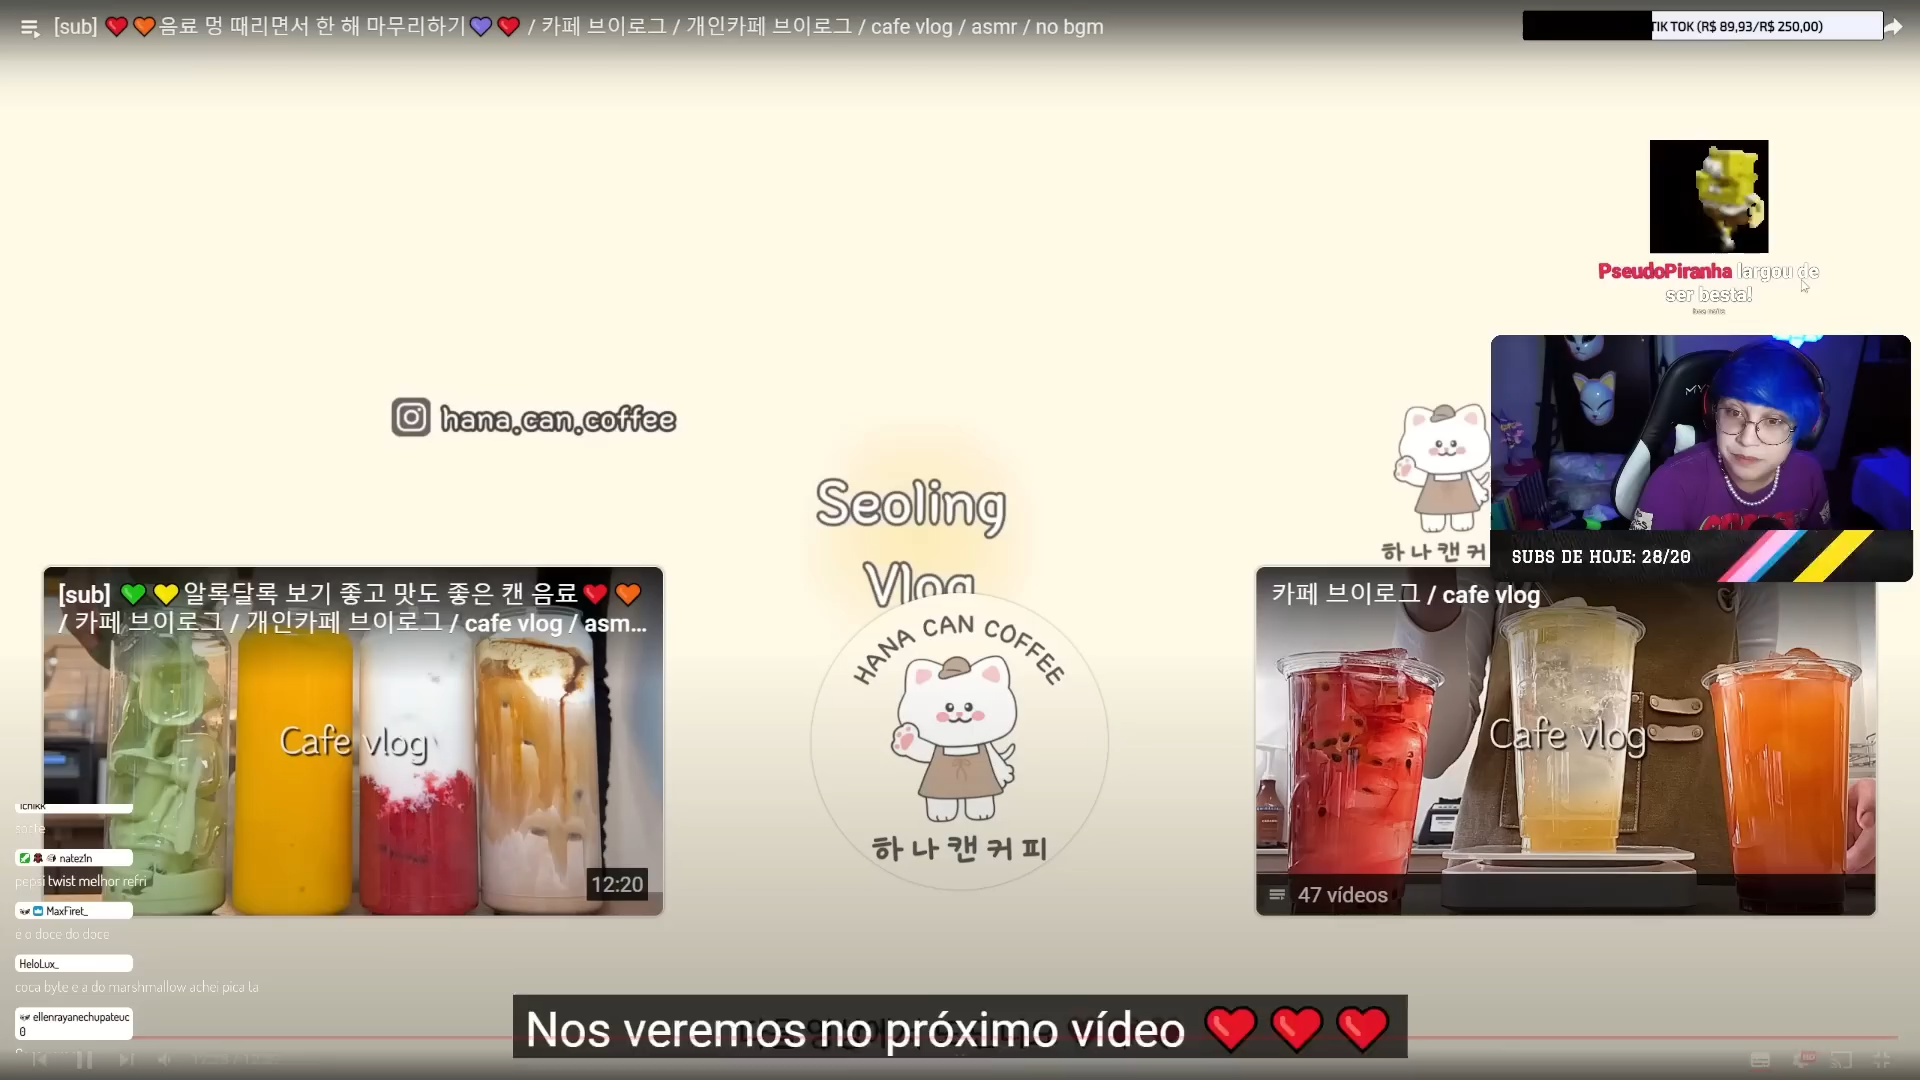 [sub] ❤️🧡음료 멍 때리면서 한 해 마무리하기💜❤️ / 카페 브이로그 / 개인카페 브이로그 / cafe vlog / asmr / no bgm
TIK TOK (R$ 89,93/R$ 250,00)
PseudoPiranha largou de
ser besta!
hana_can_coffee
Seoling
Vlog
하나캔커
SUBS DE HOJE: 28/20
[sub] 💚💛알록달록 보기 좋고 맛도 좋은 캔 음료❤️🧡
/ 카페 브이로그 / 개인카페 브이로그 / cafe vlog / asm...
Cafe vlog
12:20
HANA CAN COFFEE
하나캔커피
카페 브이로그 / cafe vlog
Cafe vlog
47 vídeos
natez1n
pepsi twist melhor refri
MaxFiret_
e o doce do doce
HeloLux_
coca byte e a do marshmallow achei pica ta
ellenrayanechupateuc
0
Nos veremos no próximo vídeo ❤️❤️❤️